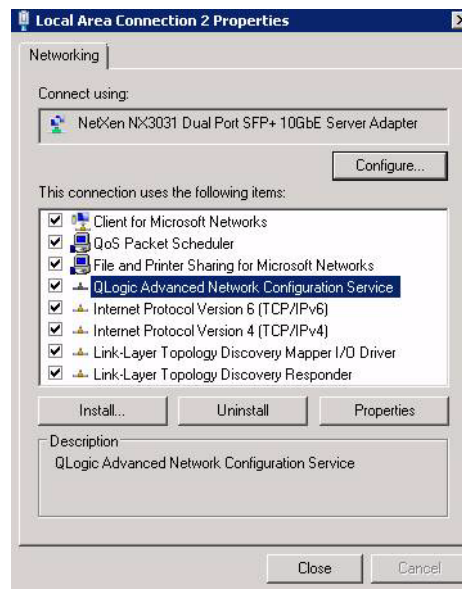 Local Area Connection 2 Properties
Networking
Connect using:
NetXen NX3031 Dual Port SFP+ 10GbE Server Adapter
Configure...
This connection uses the following items:
Client for Microsoft Networks
QoS Packet Scheduler
File and Printer Sharing for Microsoft Networks
QLogic Advanced Network Configuration Service
Internet Protocol Version 6 (TCP/IPv6)
Internet Protocol Version 4 (TCP/IPv4)
Link-Layer Topology Discovery Mapper I/O Driver
Link-Layer Topology Discovery Responder
Install... Uninstall Properties
Description
QLogic Advanced Network Configuration Service
Close Cancel